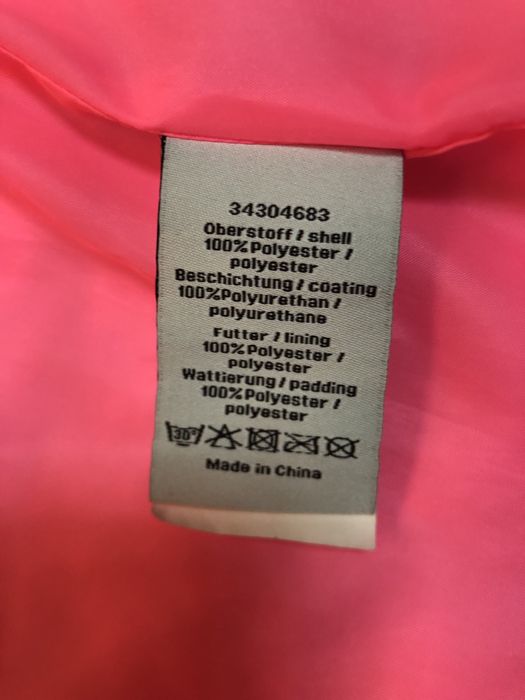 34304683
Oberstoff / shell
100%Polyester /
polyester
Beschichtung / coating
100%Polyurethan /
polyurethane
Futter / lining
100%Polyester /
polyester
Wattierung / padding
100%Polyester /
polyester
30°
Made in China